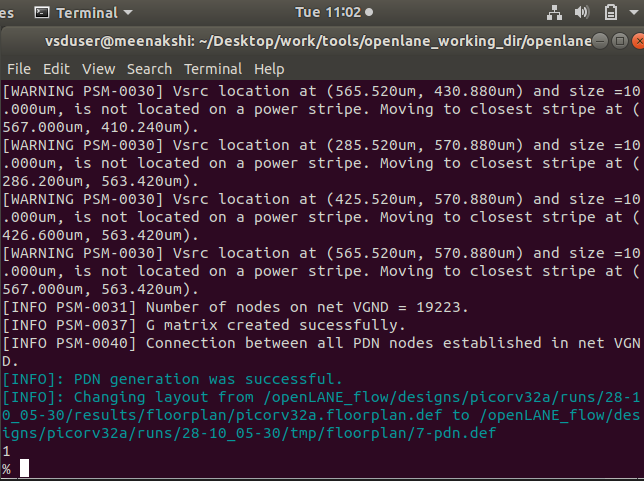 es Terminal Tue 11:02
vsduser@meenakshi: ~/Desktop/work/tools/openlane_working_dir/openlane
File Edit View Search Terminal Help
[WARNING PSM-0030] Vsrc location at (565.520um, 430.880um) and size =10
.000um, is not located on a power stripe. Moving to closest stripe at (
567.000um, 410.240um).
[WARNING PSM-0030] Vsrc location at (285.520um, 570.880um) and size =10
.000um, is not located on a power stripe. Moving to closest stripe at (
286.200um, 563.420um).
[WARNING PSM-0030] Vsrc location at (425.520um, 570.880um) and size =10
.000um, is not located on a power stripe. Moving to closest stripe at (
426.600um, 563.420um).
[WARNING PSM-0030] Vsrc location at (565.520um, 570.880um) and size =10
.000um, is not located on a power stripe. Moving to closest stripe at (
567.000um, 563.420um).
[INFO PSM-0031] Number of nodes on net VGND = 19223.
[INFO PSM-0037] G matrix created sucessfully.
[INFO PSM-0040] Connection between all PDN nodes established in net VGN
D.
[INFO]: PDN generation was successful.
[INFO]: Changing layout from /openLANE_flow/designs/picorv32a/runs/28-1
0_05-30/results/floorplan/picorv32a.floorplan.def to /openLANE_flow/des
igns/picorv32a/runs/28-10_05-30/tmp/floorplan/7-pdn.def
1
%